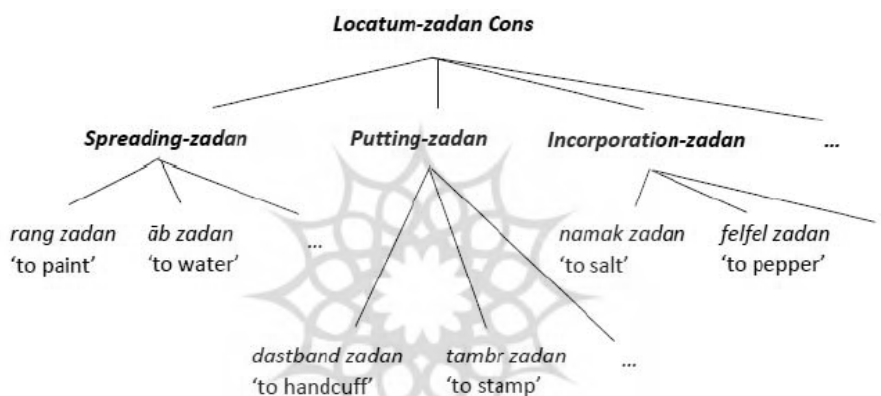 Locatum-zadan Cons
Spreading-zadan Putting-zadan Incorporation-zadan ...
rang zadan āb zadan ... namak zadan felfel zadan
'to paint' 'to water' 'to salt' 'to pepper'
dastband zadan tambr zadan ...
'to handcuff' 'to stamp'